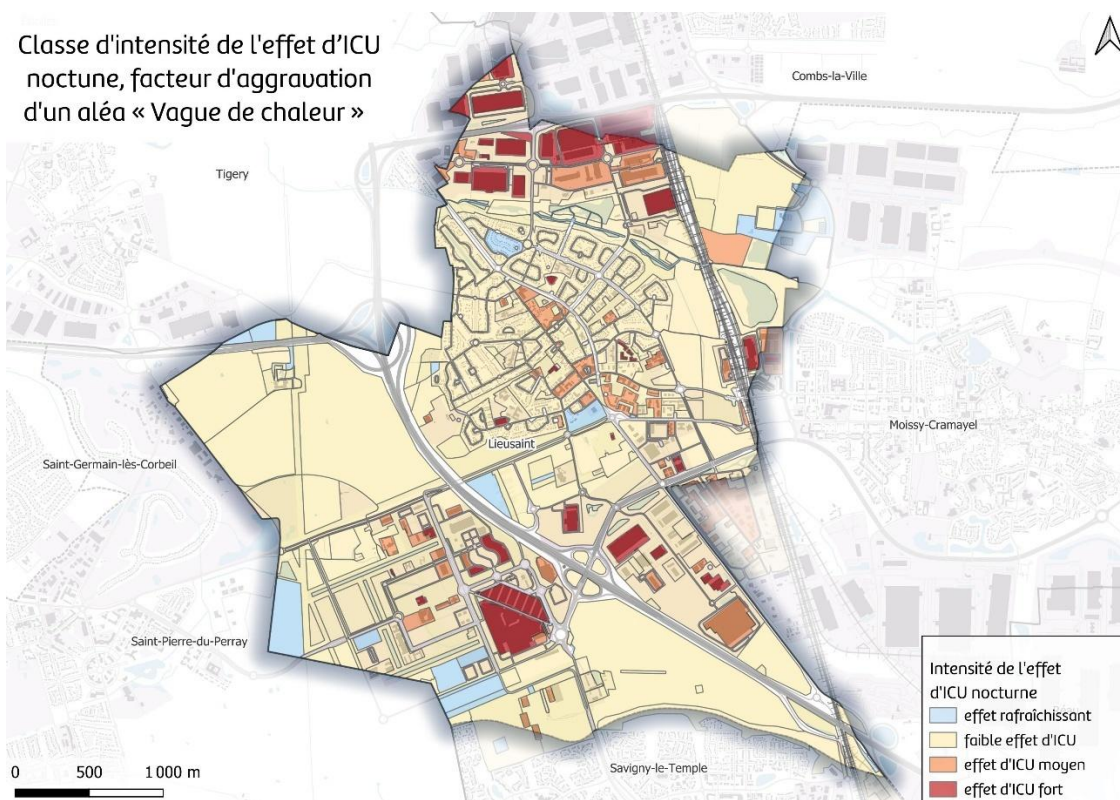 Classe d'intensité de l'effet d'ICU
noctune, facteur d'aggravation
d'un aléa « Vague de chaleur »
Combs-la-Ville
Tigery
Moissy-Cramayel
Lieusaint
Saint-Germain-lès-Corbeil
Saint-Pierre-du-Perray
Savigny-le-Temple
Intensité de l'effet
d'ICU nocturne
effet rafraîchissant
faible effet d'ICU
effet d'ICU moyen
effet d'ICU fort
0 500 1 000 m